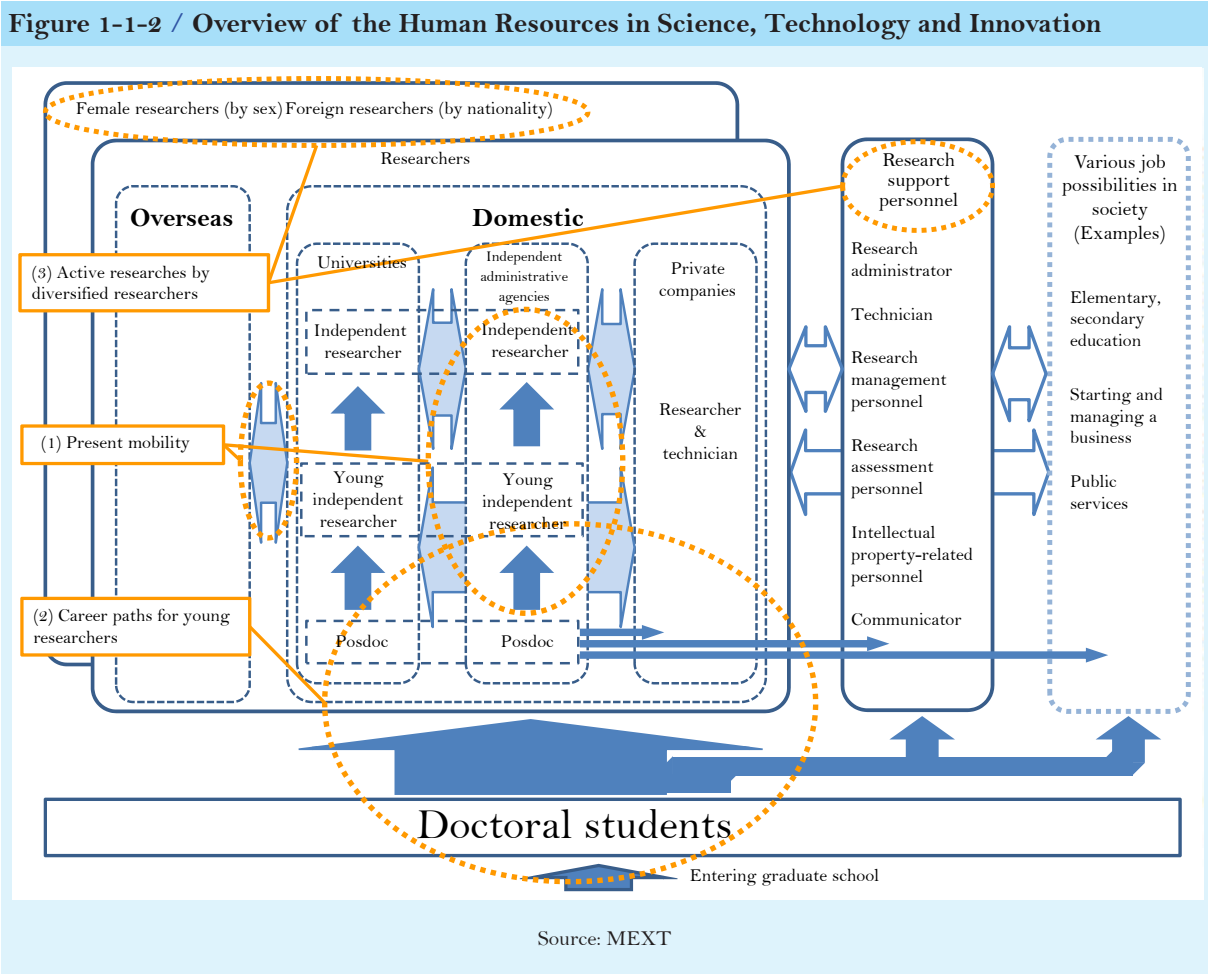 Figure 1-1-2 / Overview of the Human Resources in Science, Technology and Innovation
Female researchers (by sex) Foreign researchers (by nationality)
Researchers
Overseas
Domestic
(3) Active researches by
diversified researchers
(1) Present mobility
(2) Career paths for young
researchers
Universities
Independent
researcher
Young
independent
researcher
Posdoc
Independent
administrative
agencies
Independent
researcher
Young
independent
researcher
Posdoc
Private
companies
Researcher
&
technician
Research
support
personnel
Research
administrator
Technician
Research
management
personnel
Research
assessment
personnel
Intellectual
property-related
personnel
Communicator
Various job
possibilities in
society
(Examples)
Elementary,
secondary
education
Starting and
managing a
business
Public
services
Doctoral students
Entering graduate school
Source: MEXT